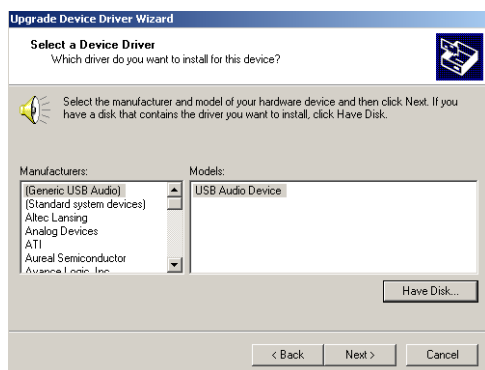 Upgrade Device Driver Wizard
Select a Device Driver
Which driver do you want to install for this device?
Select the manufacturer and model of your hardware device and then click Next. If you
have a disk that contains the driver you want to install, click Have Disk.
Manufacturers:
Models:
(Generic USB Audio)
USB Audio Device
(Standard system devices)
Altec Lansing
Analog Devices
ATI
Aureal Semiconductor
Avance Logic, Inc.
Have Disk...
< Back
Next >
Cancel